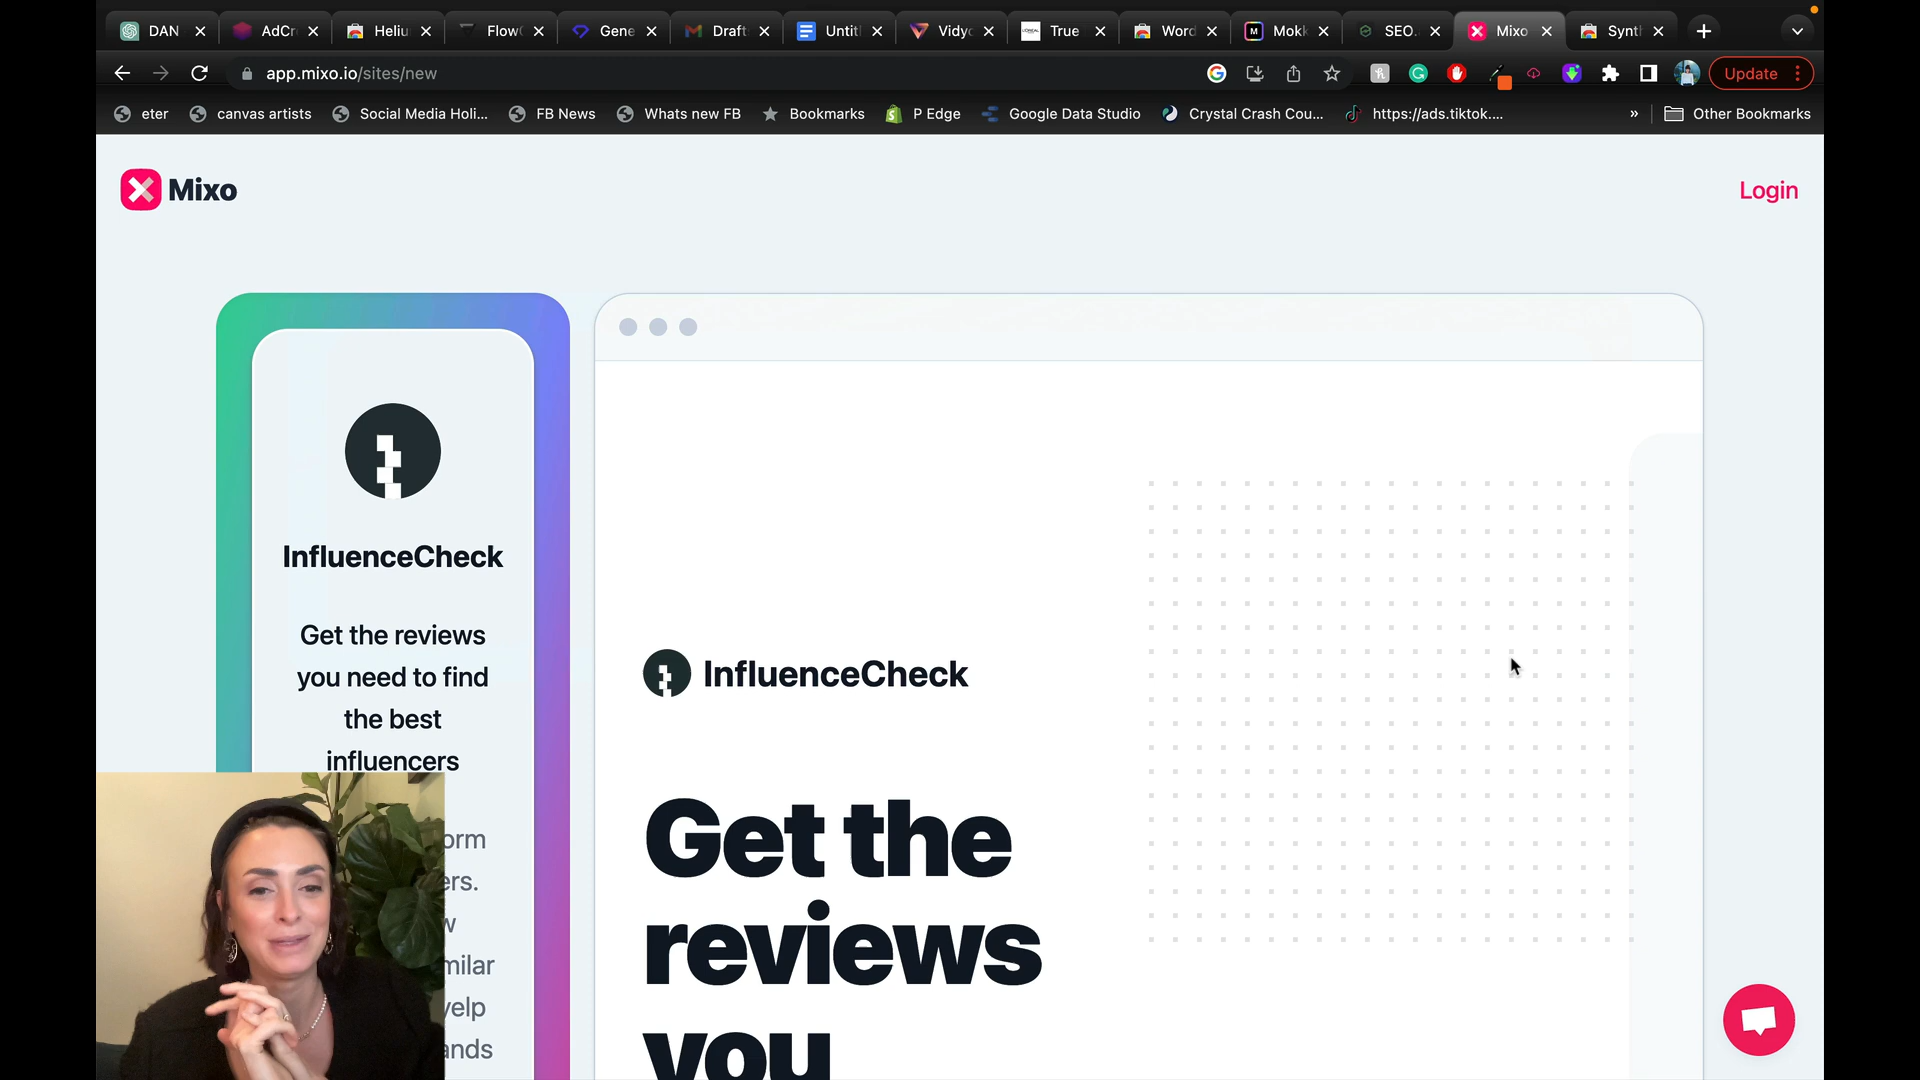 DAN
AdCr
Heliu
Flow
Gene
Draft
Untitl
Vidyo
True
Word
Mokk
SEO.
Mixo
Synt
app.mixo.io/sites/new
Update
eter
canvas artists
Social Media Holi...
FB News
Whats new FB
Bookmarks
P Edge
Google Data Studio
Crystal Crash Cou...
https://ads.tiktok....
»
Other Bookmarks
Mixo
Login
InfluenceCheck
Get the reviews
you need to find
the best
influencers
orm
ers.
w
milar
yelp
ands
InfluenceCheck
Get the
reviews
you